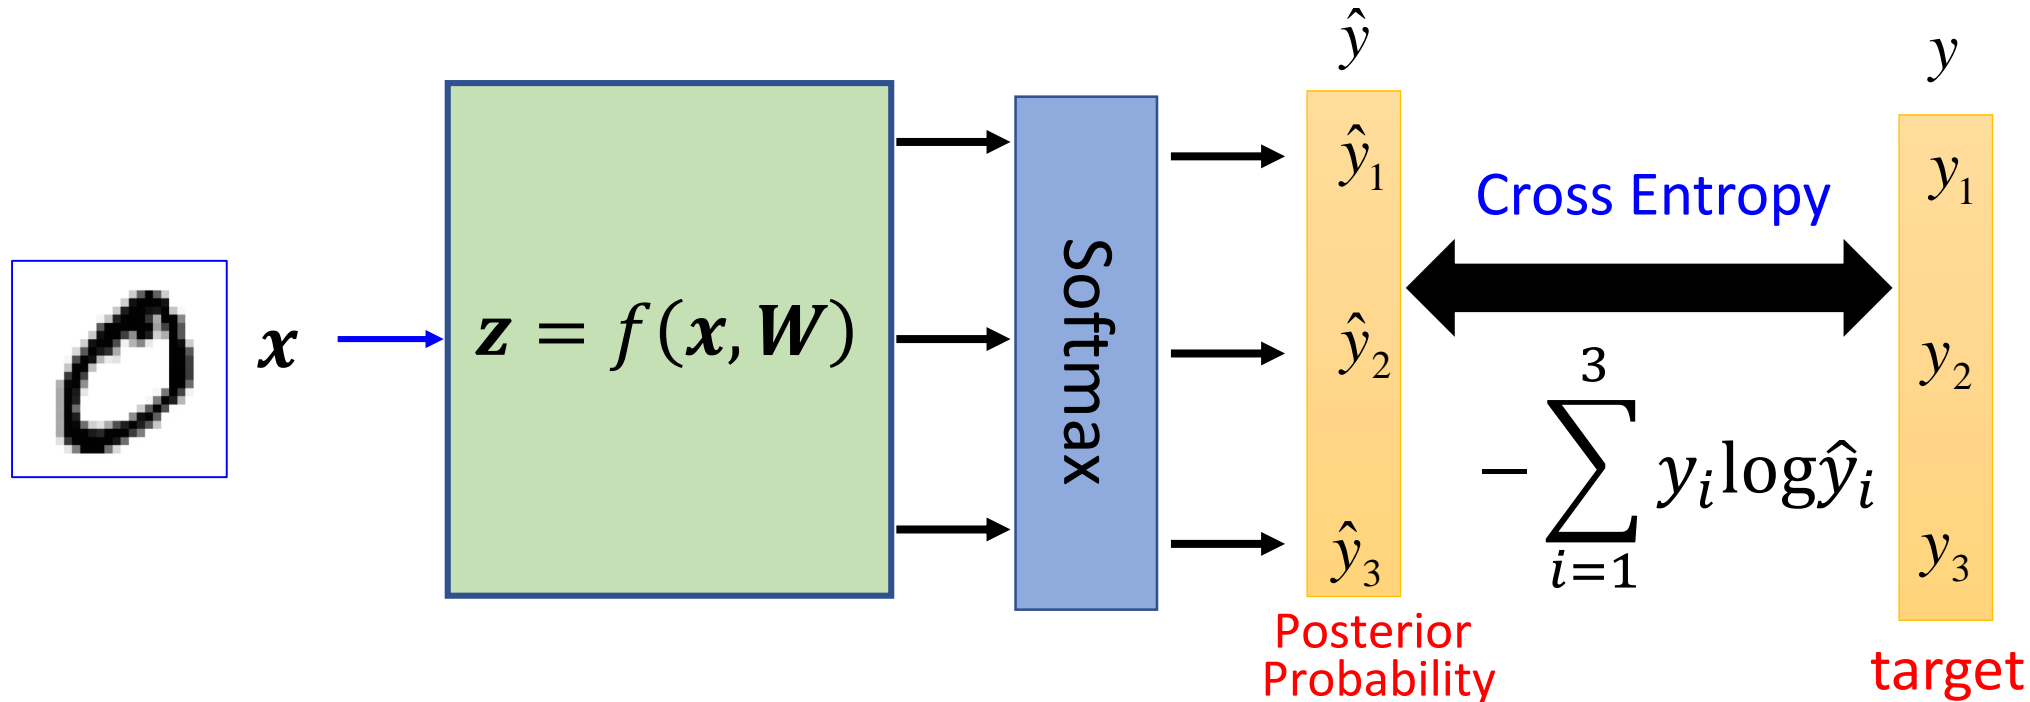 x
z = f(x, W)
Softmax
ŷ
ŷ₁
ŷ₂
ŷ₃
Posterior
Probability
Cross Entropy
− ∑_{i=1}^{3} yᵢ log ŷᵢ
y
y₁
y₂
y₃
target